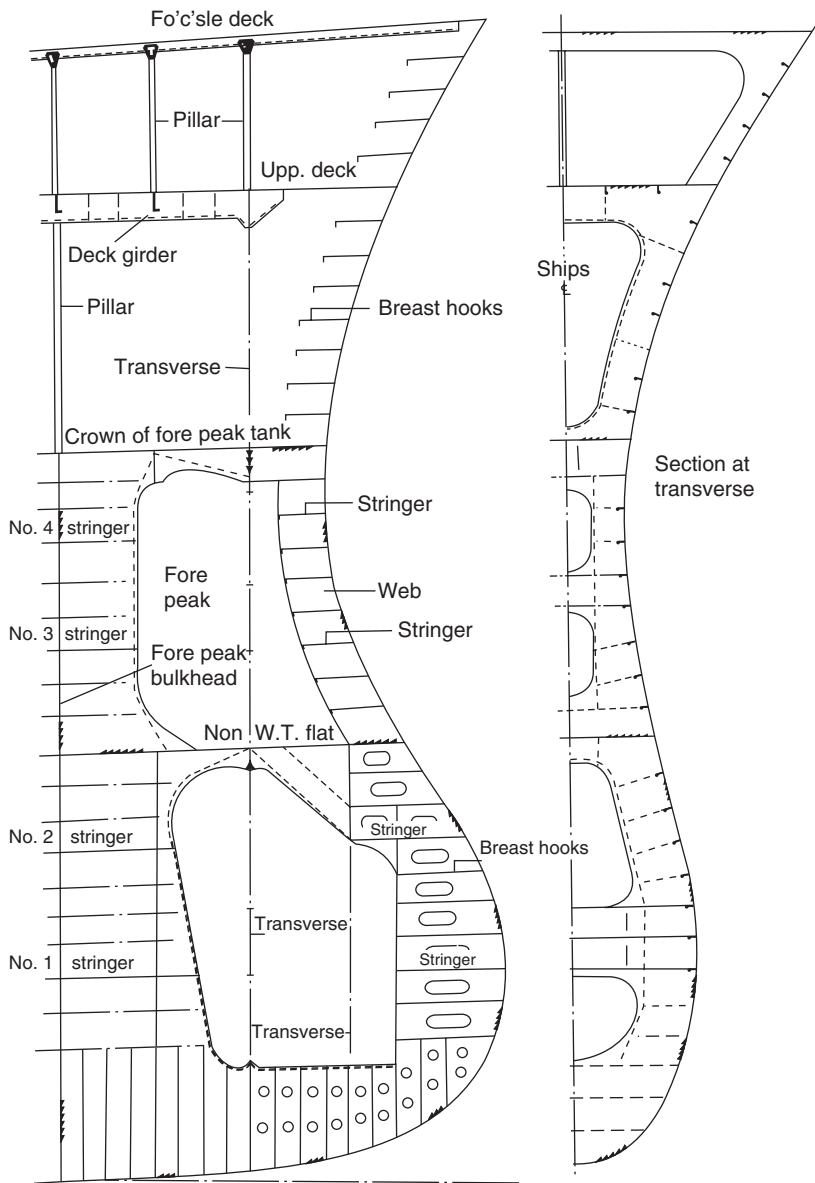 Fo'c'sle deck
Pillar
Upp. deck
Deck girder
Pillar
Ships
℄
Breast hooks
Transverse
Crown of fore peak tank
Section at
transverse
Stringer
No. 4 stringer
Fore
peak
Web
No. 3 stringer
Stringer
Fore peak
bulkhead
Non W.T. flat
No. 2 stringer
Stringer
Breast hooks
Transverse
No. 1 stringer
Stringer
Transverse